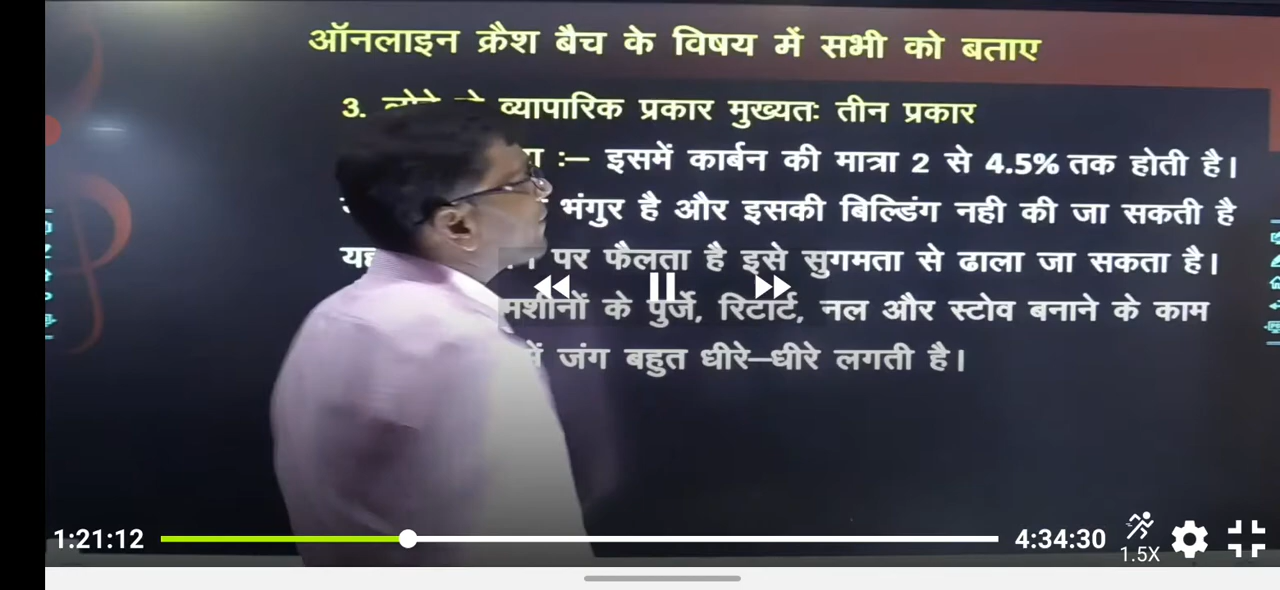 ऑनलाइन क्रैश बैच के विषय में सभी को बताए
3. व्यापारिक प्रकार मुख्यतः तीन प्रकार
:– इसमें कार्बन की मात्रा 2 से 4.5% तक होती है।
भंगुर है और इसकी बिल्डिंग नही की जा सकती है
यह पर फैलता है इसे सुगमता से ढाला जा सकता है।
मशीनों के पुर्जे, रिटार्ट, नल और स्टोव बनाने के काम
में जंग बहुत धीरे–धीरे लगती है।
1:21:12 4:34:30 1.5X